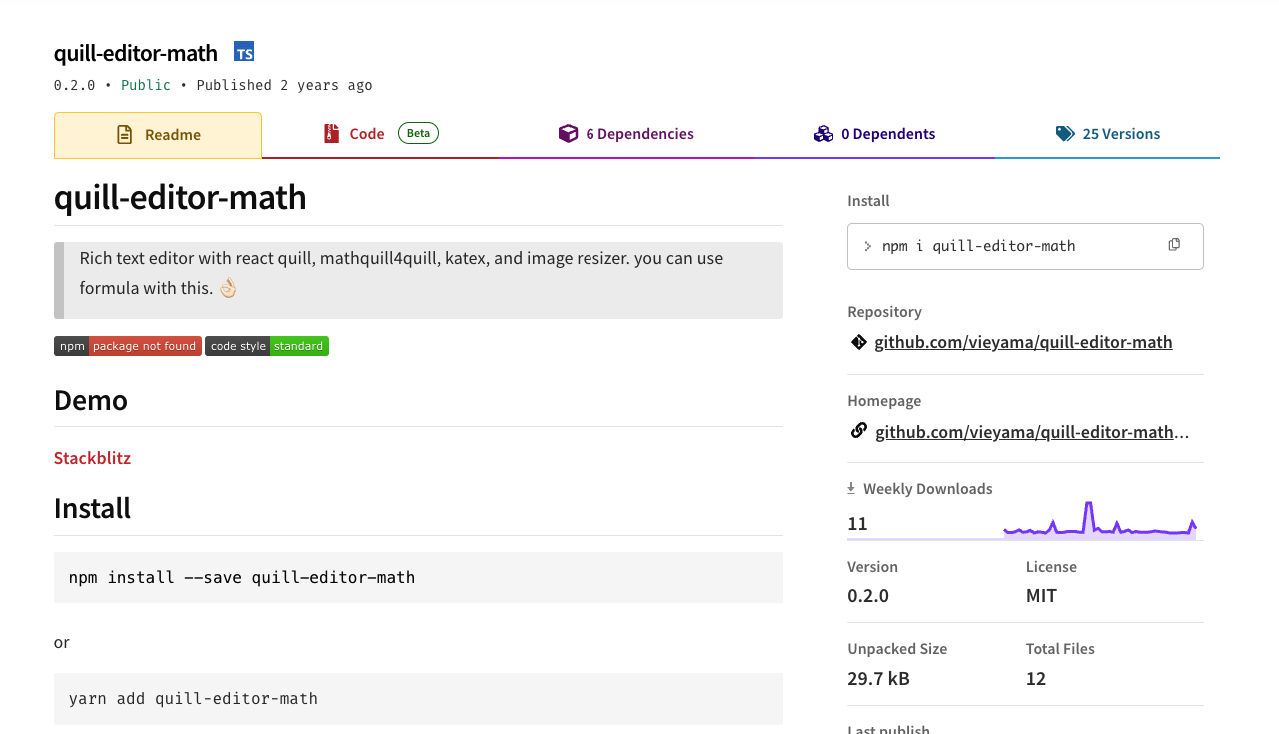 quill-editor-math TS
0.2.0 • Public • Published 2 years ago
Readme
Code Beta
6 Dependencies
0 Dependents
25 Versions
quill-editor-math
Rich text editor with react quill, mathquill4quill, katex, and image resizer. you can use
formula with this. 👌🏻
npm package not found code style standard
Demo
Stackblitz
Install
npm install --save quill-editor-math
or
yarn add quill-editor-math
Install
> npm i quill-editor-math
Repository
github.com/vieyama/quill-editor-math
Homepage
github.com/vieyama/quill-editor-math…
Weekly Downloads
11
Version
0.2.0
License
MIT
Unpacked Size
29.7 kB
Total Files
12
Last publish